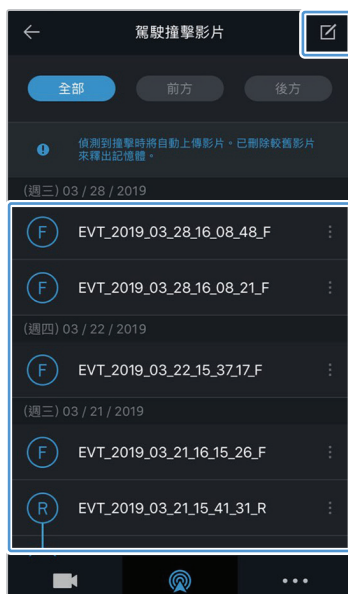 駕駛撞擊影片
全部
前方
後方
偵測到撞擊時將自動上傳影片。已刪除較舊影片
來釋出記憶體。
(週三) 03 / 28 / 2019
F
EVT_2019_03_28_16_08_48_F
F
EVT_2019_03_28_16_08_21_F
(週四) 03 / 22 / 2019
F
EVT_2019_03_22_15_37_17_F
(週三) 03 / 21 / 2019
F
EVT_2019_03_21_16_15_26_F
R
EVT_2019_03_21_15_41_31_R